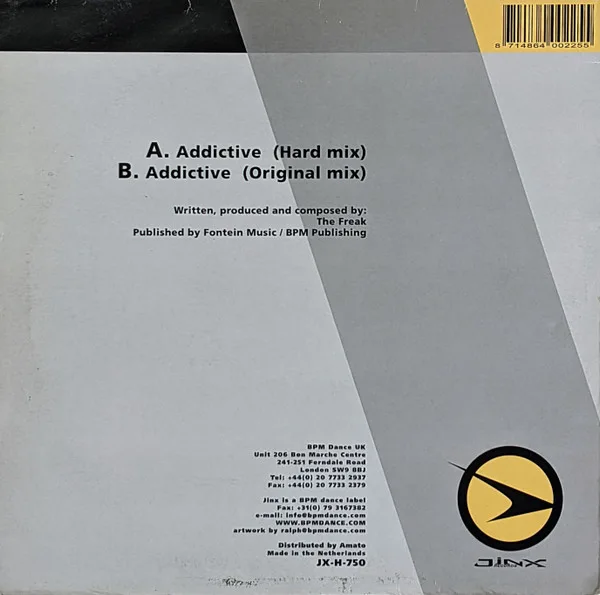 8 714864 002255
A. Addictive (Hard mix)
B. Addictive (Original mix)
Written, produced and composed by:
The Freak
Published by Fontein Music / BPM Publishing
BPM Dance UK
Unit 206 Bon Marche Centre
241-251 Ferndale Road
London SW9 8BJ
Tel: +44(0) 20 7733 2937
Fax: +44(0) 20 7733 2379
Jinx is a BPM dance label
Fax: +31(0) 79 3167382
e-mail: info@bpmdance.com
WWW.BPMDANCE.COM
artwork by ralph@bpmdance.com
Distributed by Amato
Made in the Netherlands
JX-H-750
JINX